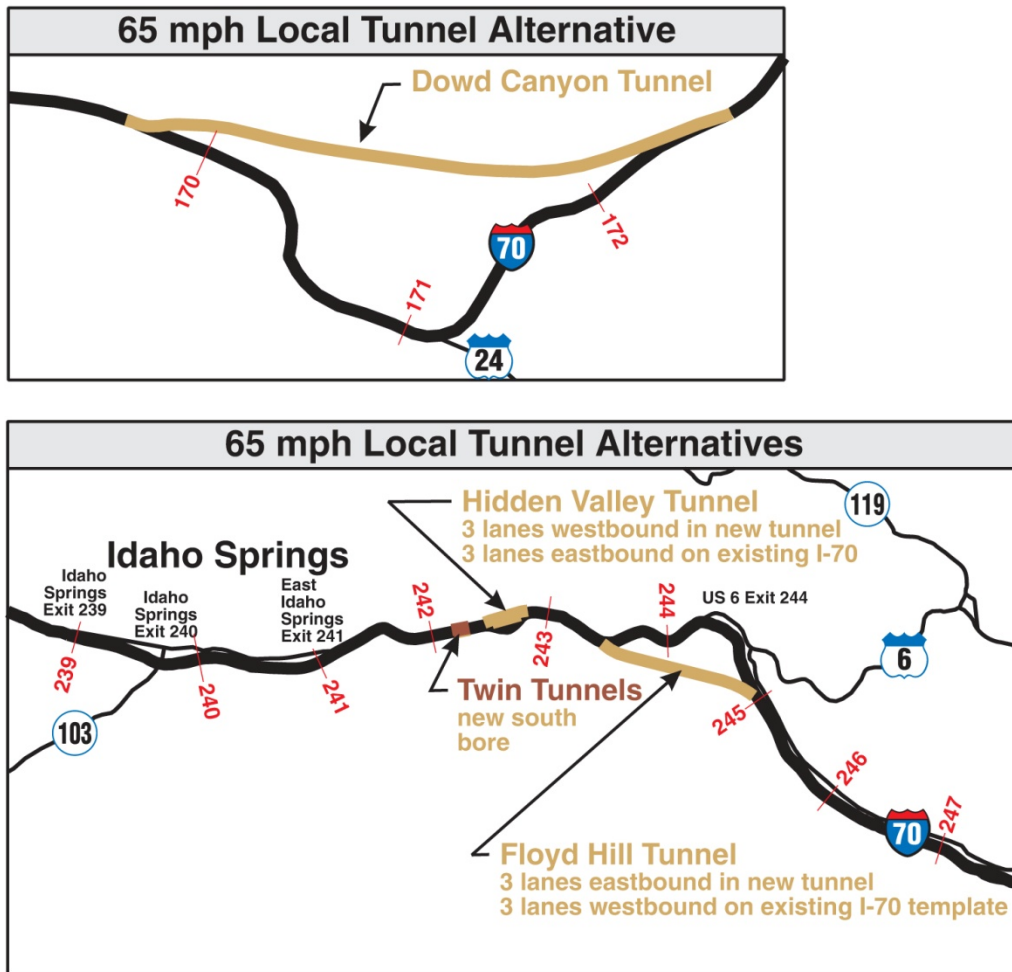 65 mph Local Tunnel Alternative
Dowd Canyon Tunnel
170
172
70
171
24
65 mph Local Tunnel Alternatives
Hidden Valley Tunnel
3 lanes westbound in new tunnel
3 lanes eastbound on existing I-70
119
Idaho Springs
Idaho
Springs
Exit 239
Idaho
Springs
Exit 240
East
Idaho
Springs
Exit 241
242
244
US 6 Exit 244
243
239
240
241
6
Twin Tunnels
new south
bore
245
103
246
70
247
Floyd Hill Tunnel
3 lanes eastbound in new tunnel
3 lanes westbound on existing I-70 template